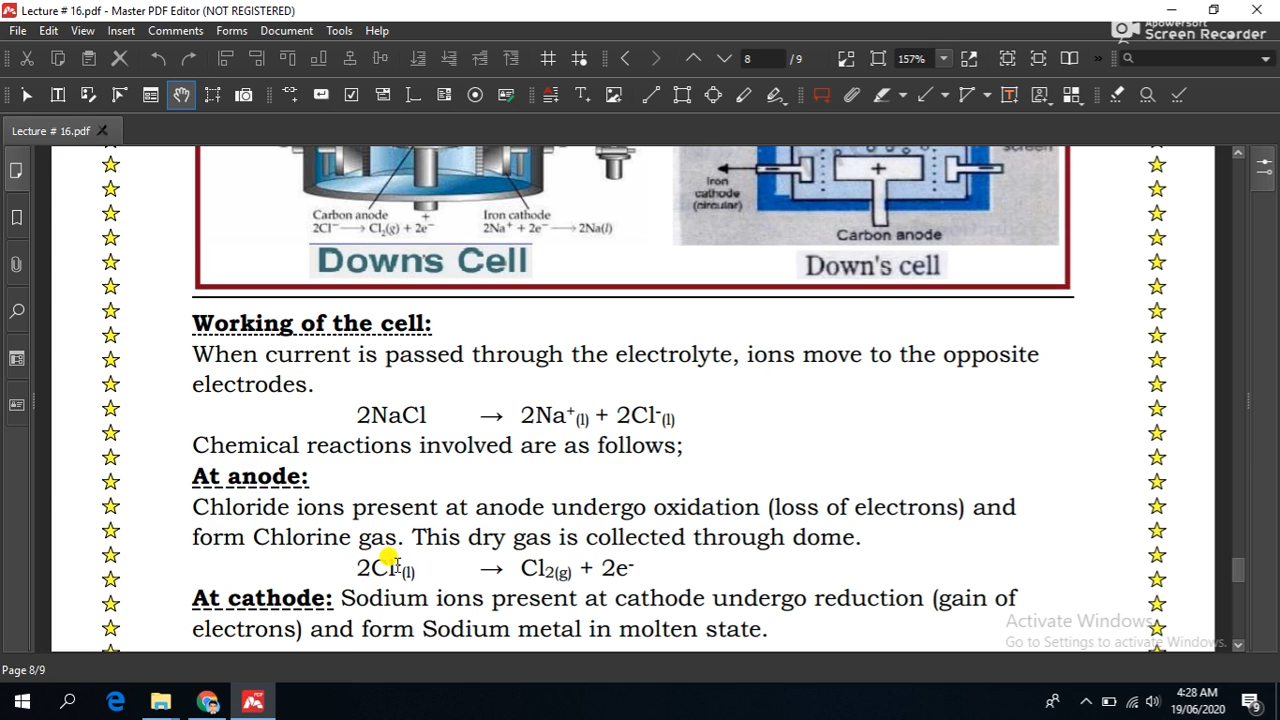 Lecture # 16.pdf - Master PDF Editor (NOT REGISTERED)
File Edit View Insert Comments Forms Document Tools Help
Apowersoft
Screen Recorder
8 / 9
157%
Lecture # 16.pdf
Carbon anode
2Cl⁻ → Cl₂(g) + 2e⁻
+
Iron cathode
2Na⁺ + 2e⁻ → 2Na(l)
Downs Cell
screen
+
Iron
cathode
(circular)
Carbon anode
Down's cell
Working of the cell:
When current is passed through the electrolyte, ions move to the opposite
electrodes.
2NaCl → 2Na⁺(l) + 2Cl⁻(l)
Chemical reactions involved are as follows;
At anode:
Chloride ions present at anode undergo oxidation (loss of electrons) and
form Chlorine gas. This dry gas is collected through dome.
2Cl⁻(l) → Cl₂(g) + 2e⁻
At cathode: Sodium ions present at cathode undergo reduction (gain of
electrons) and form Sodium metal in molten state.
Activate Windows
Go to Settings to activate Windows.
Page 8/9
4:28 AM
19/06/2020
9